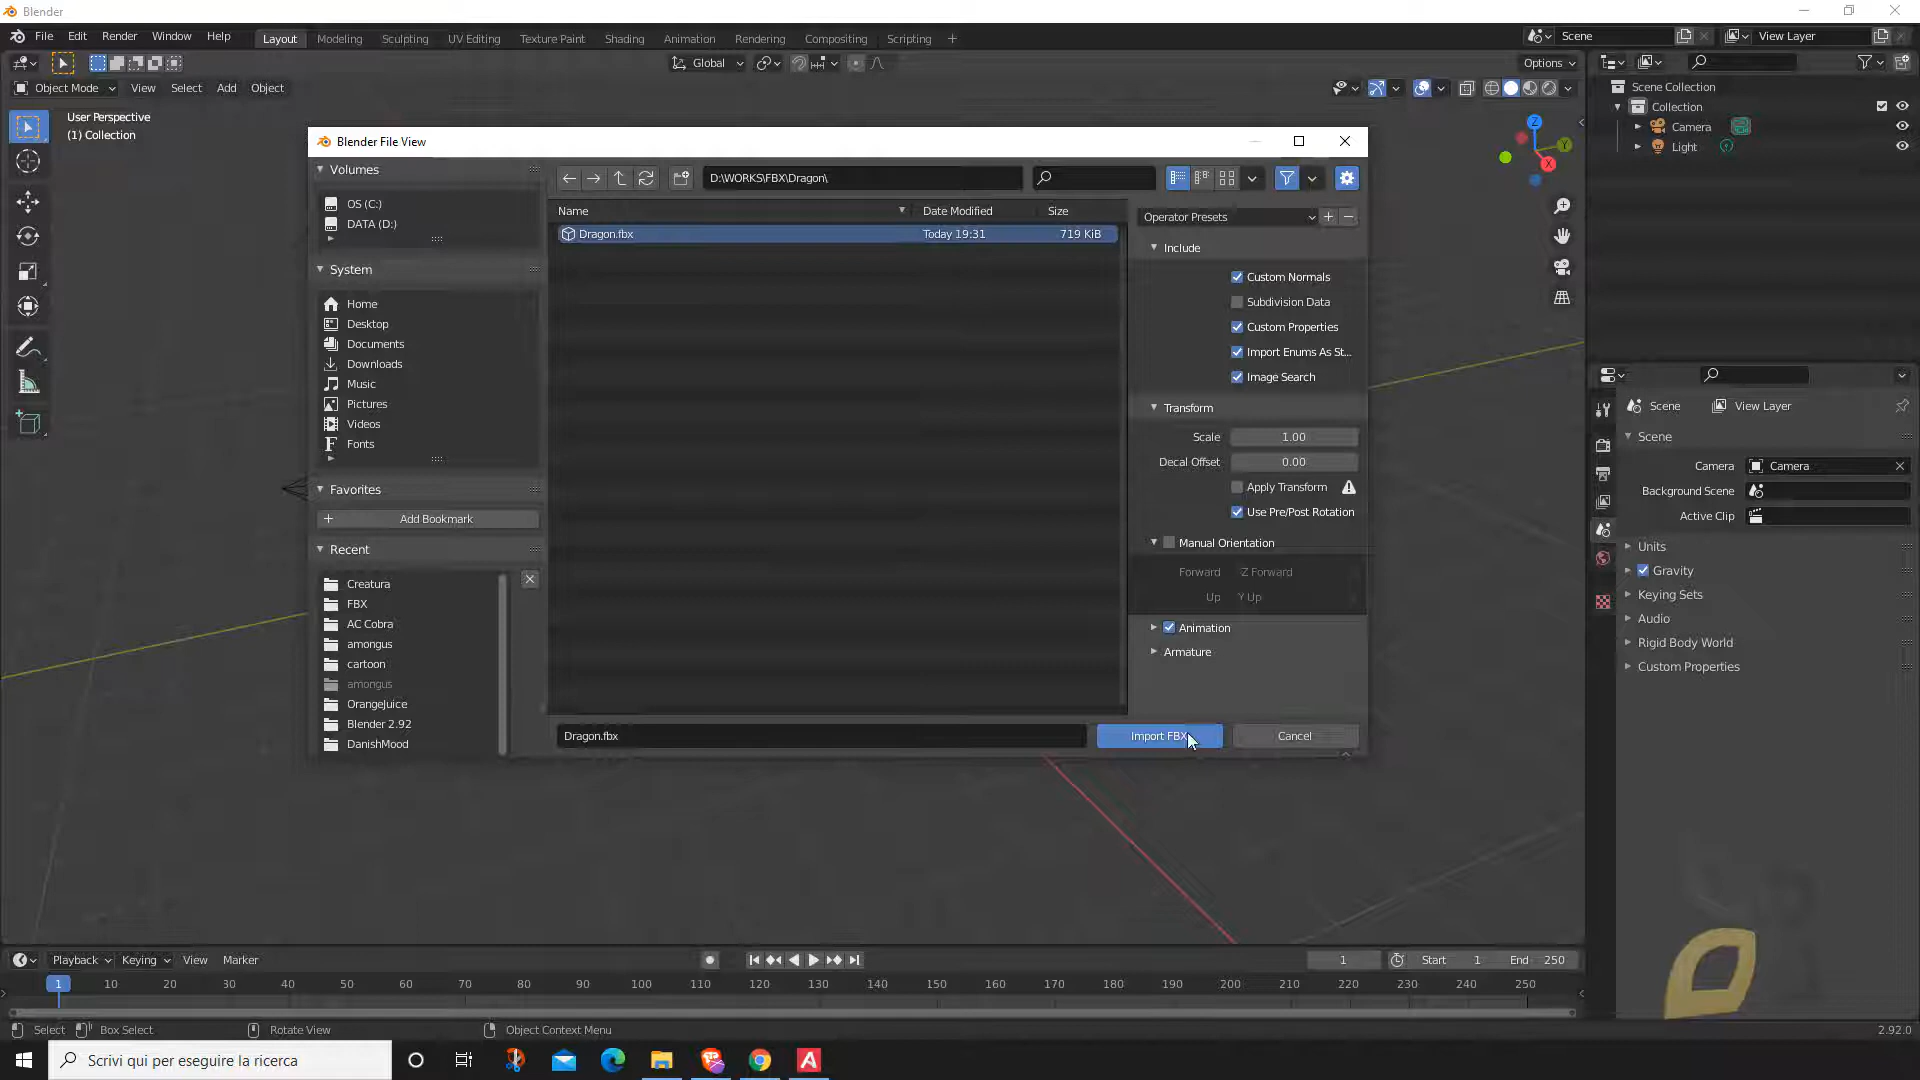 Blender
File Edit Render Window Help Layout Modeling Sculpting UV Editing Texture Paint Shading Animation Rendering Compositing Scripting + Scene View Layer
Global Options
Object Mode View Select Add Object
User Perspective
(1) Collection
Z
Y
X
Scene Collection
Collection
Camera
Light
Blender File View
Volumes
OS (C:)
DATA (D:)
System
Home
Desktop
Documents
Downloads
Music
Pictures
Videos
Fonts
Favorites
+ Add Bookmark
Recent
Creatura
FBX
AC Cobra
amongus
cartoon
amongus
OrangeJuice
Blender 2.92
DanishMood
D:\WORKS\FBX\Dragon\
Name Date Modified Size
Dragon.fbx Today 19:31 719 KiB
Operator Presets
Include
Custom Normals
Subdivision Data
Custom Properties
Import Enums As St...
Image Search
Transform
Scale 1.00
Decal Offset 0.00
Apply Transform
Use Pre/Post Rotation
Manual Orientation
Forward -Z Forward
Up Y Up
Animation
Armature
Dragon.fbx Import FBX Cancel
Scene View Layer
Scene
Camera Camera
Background Scene
Active Clip
Units
Gravity
Keying Sets
Audio
Rigid Body World
Custom Properties
Playback Keying View Marker 1 Start 1 End 250
1 10 20 30 40 50 60 70 80 90 100 110 120 130 140 150 160 170 180 190 200 210 220 230 240 250
Select Box Select Rotate View Object Context Menu 2.92.0
Scrivi qui per eseguire la ricerca